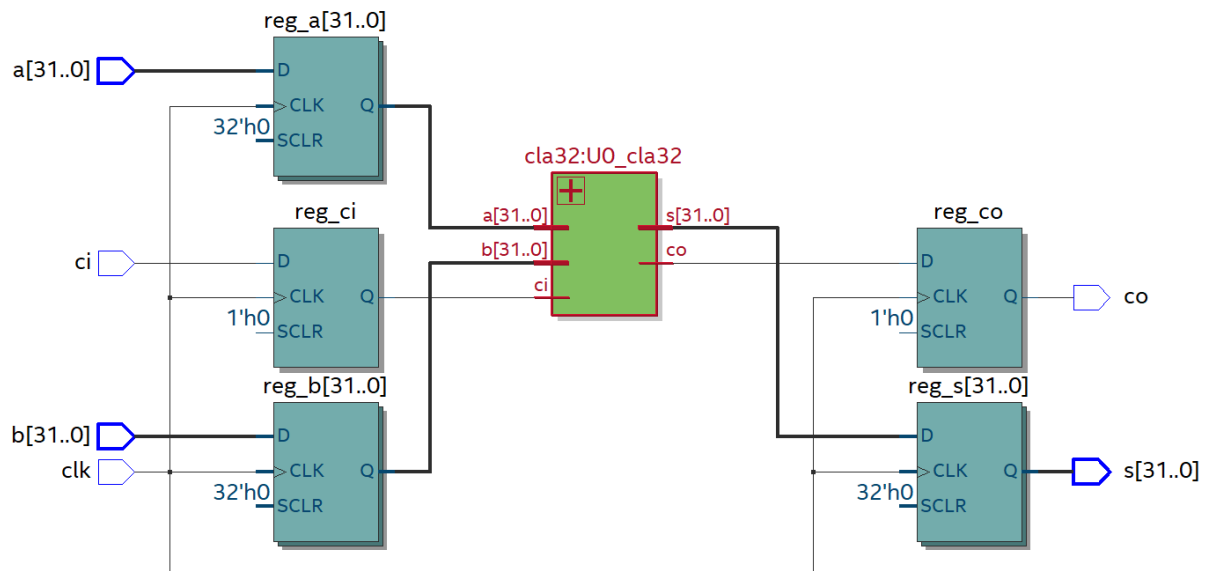 reg_a[31..0]
a[31..0]
D
CLK
Q
32'h0
SCLR
cla32:U0_cla32
a[31..0]
s[31..0]
b[31..0]
co
ci
reg_ci
ci
D
CLK
Q
1'h0
SCLR
reg_co
D
CLK
Q
co
1'h0
SCLR
reg_b[31..0]
b[31..0]
D
clk
CLK
Q
32'h0
SCLR
reg_s[31..0]
D
CLK
Q
s[31..0]
32'h0
SCLR